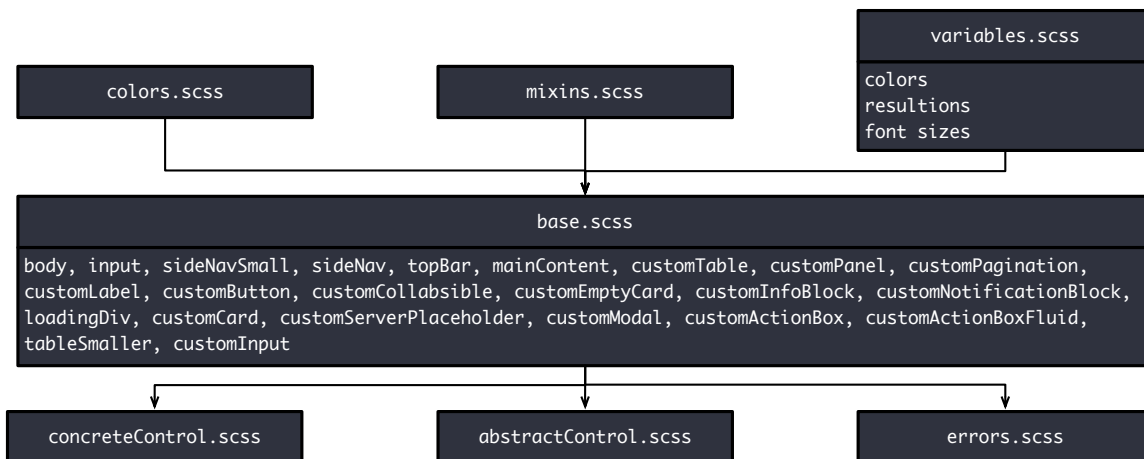 variables.scss
colors.scss
mixins.scss
colors
resultions
font sizes
base.scss
body, input, sideNavSmall, sideNav, topBar, mainContent, customTable, customPanel, customPagination,
customLabel, customButton, customCollabsible, customEmptyCard, customInfoBlock, customNotificationBlock,
loadingDiv, customCard, customServerPlaceholder, customModal, customActionBox, customActionBoxFluid,
tableSmaller, customInput
concreteControl.scss
abstractControl.scss
errors.scss